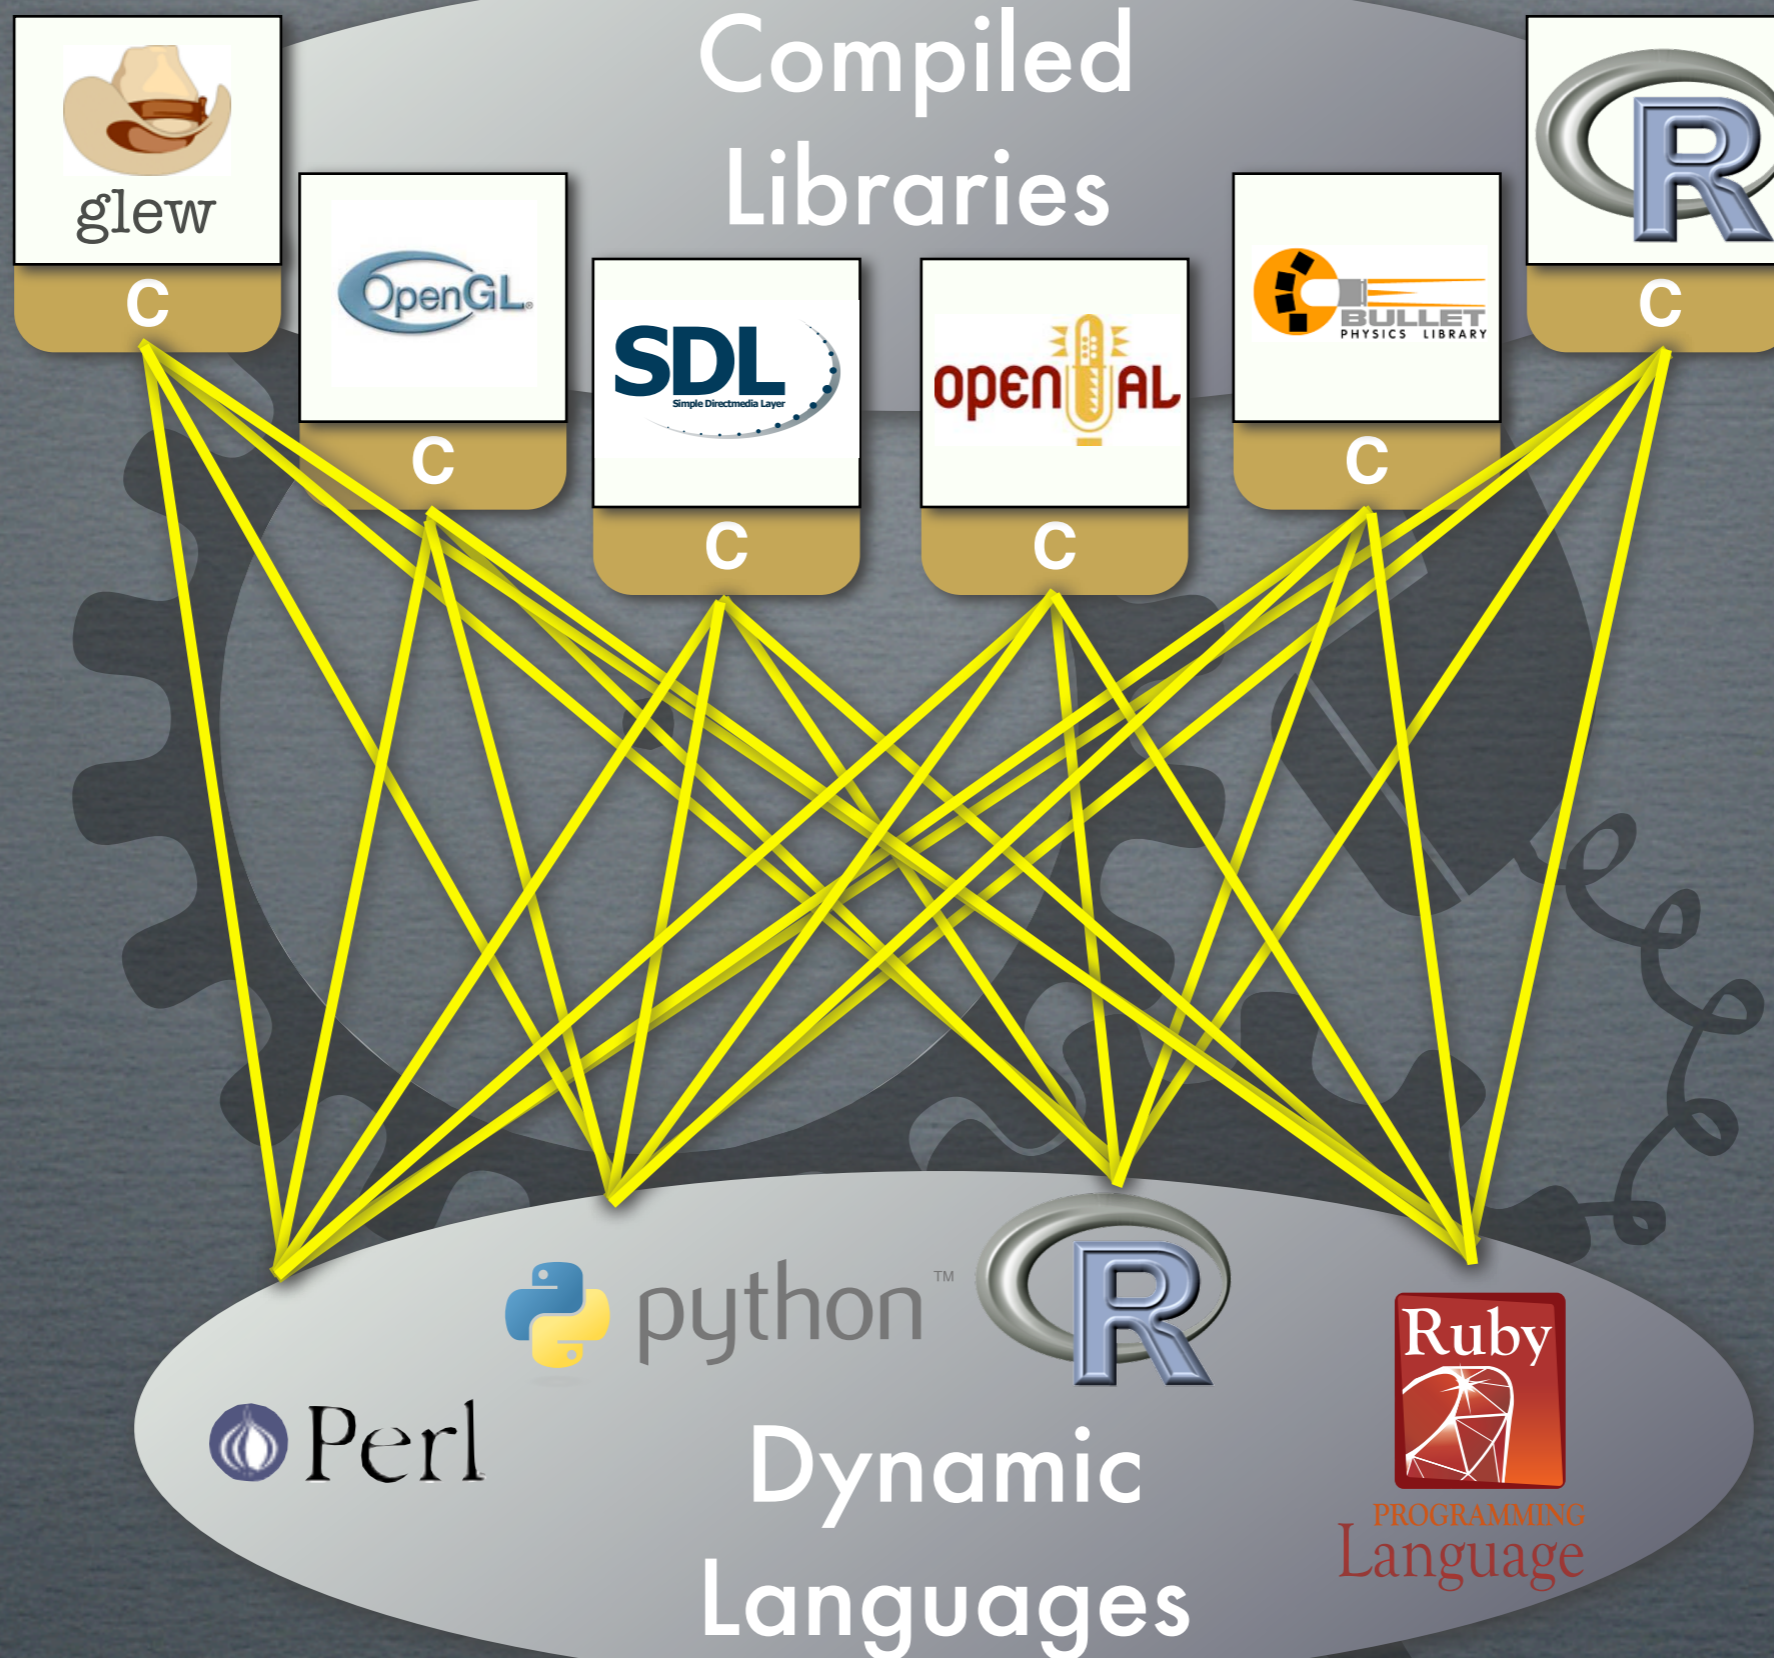 Compiled
Libraries
glew
C
OpenGL®
C
SDL
Simple Directmedia Layer
C
OPENAL
C
BULLET
PHYSICS LIBRARY
C
R
C
python™
R
Perl
Ruby
PROGRAMMING
Language
Dynamic
Languages